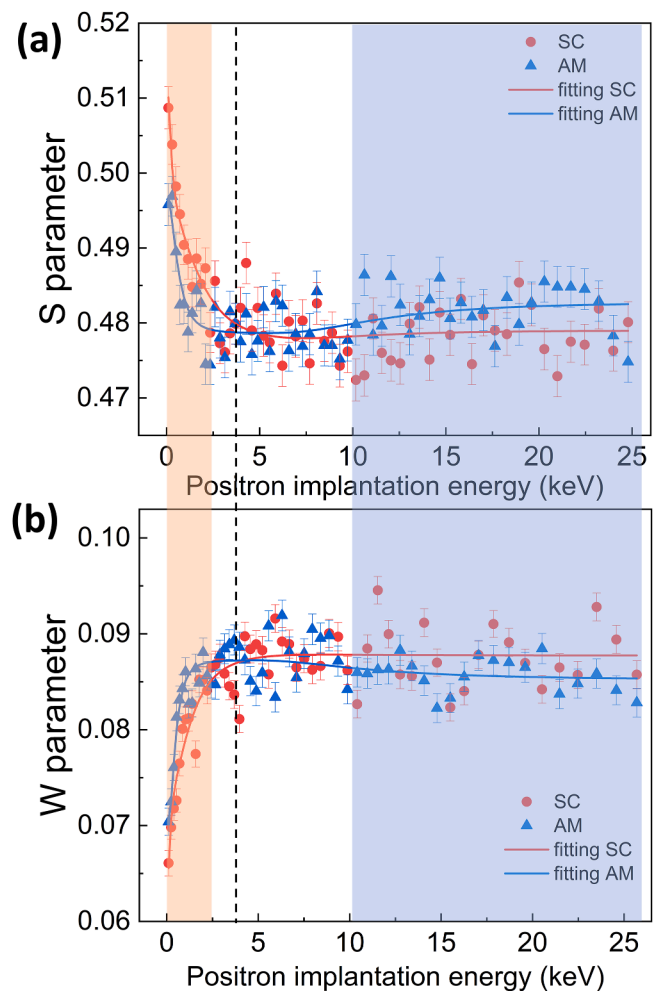 (a)
0.52
0.51
0.50
0.49
0.48
0.47
S parameter
SC
AM
fitting SC
fitting AM
0 5 10 15 20 25
Positron implantation energy (keV)
(b)
0.10
0.09
0.08
0.07
0.06
W parameter
SC
AM
fitting SC
fitting AM
0 5 10 15 20 25
Positron implantation energy (keV)